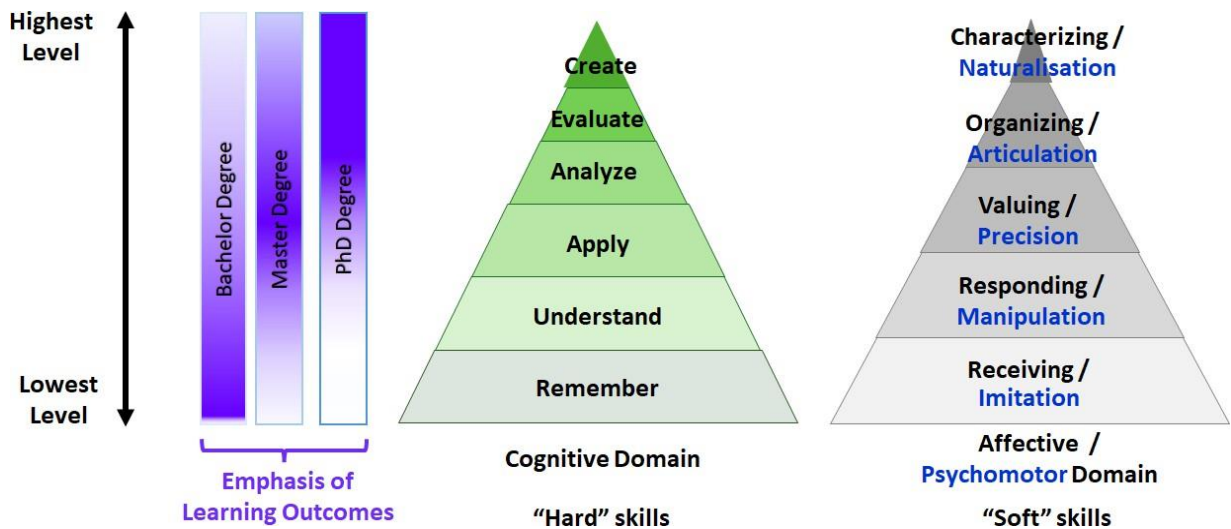 Highest
Level
Lowest
Level
Bachelor Degree
Master Degree
PhD Degree
Emphasis of
Learning Outcomes
Create
Evaluate
Analyze
Apply
Understand
Remember
Cognitive Domain
“Hard” skills
Characterizing /
Naturalisation
Organizing /
Articulation
Valuing /
Precision
Responding /
Manipulation
Receiving /
Imitation
Affective /
Psychomotor Domain
“Soft” skills